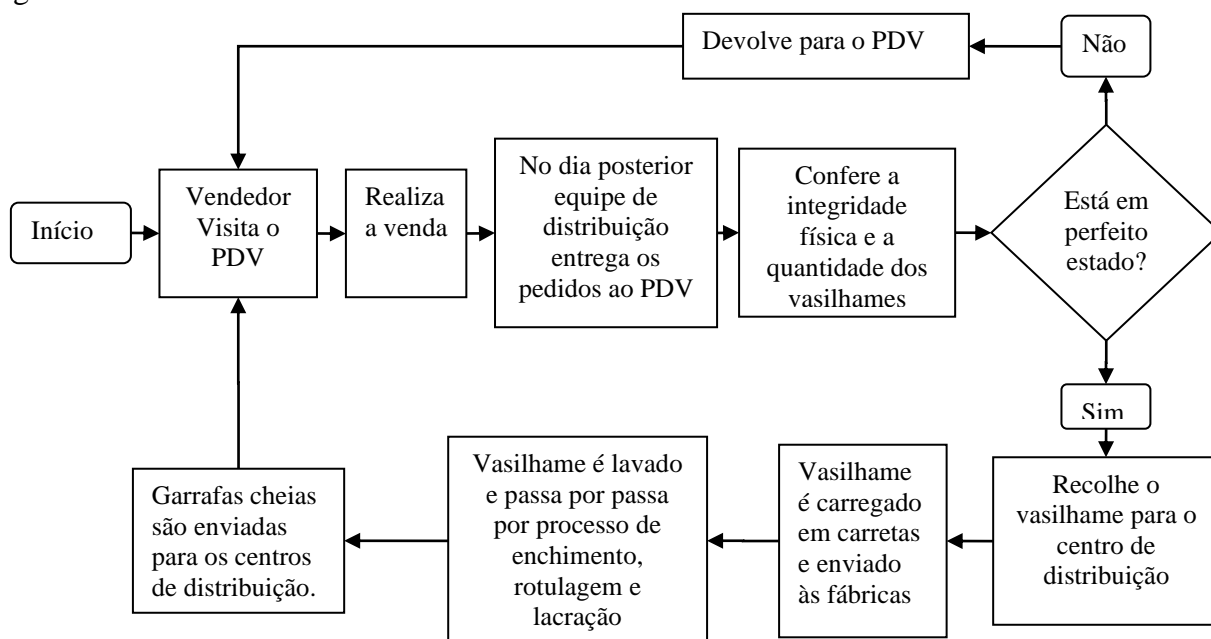 Devolve para o PDV
Não
Início
Vendedor
Visita o
PDV
Realiza
a venda
No dia posterior
equipe de
distribuição
entrega os
pedidos ao PDV
Confere a
integridade
física e a
quantidade dos
vasilhames
Está em
perfeito
estado?
Sim
Garrafas cheias
são enviadas
para os centros
de distribuição.
Vasilhame é lavado
e passa por passa
por processo de
enchimento,
rotulagem e
lacração
Vasilhame
é carregado
em carretas
e enviado
às fábricas
Recolhe o
vasilhame para o
centro de
distribuição